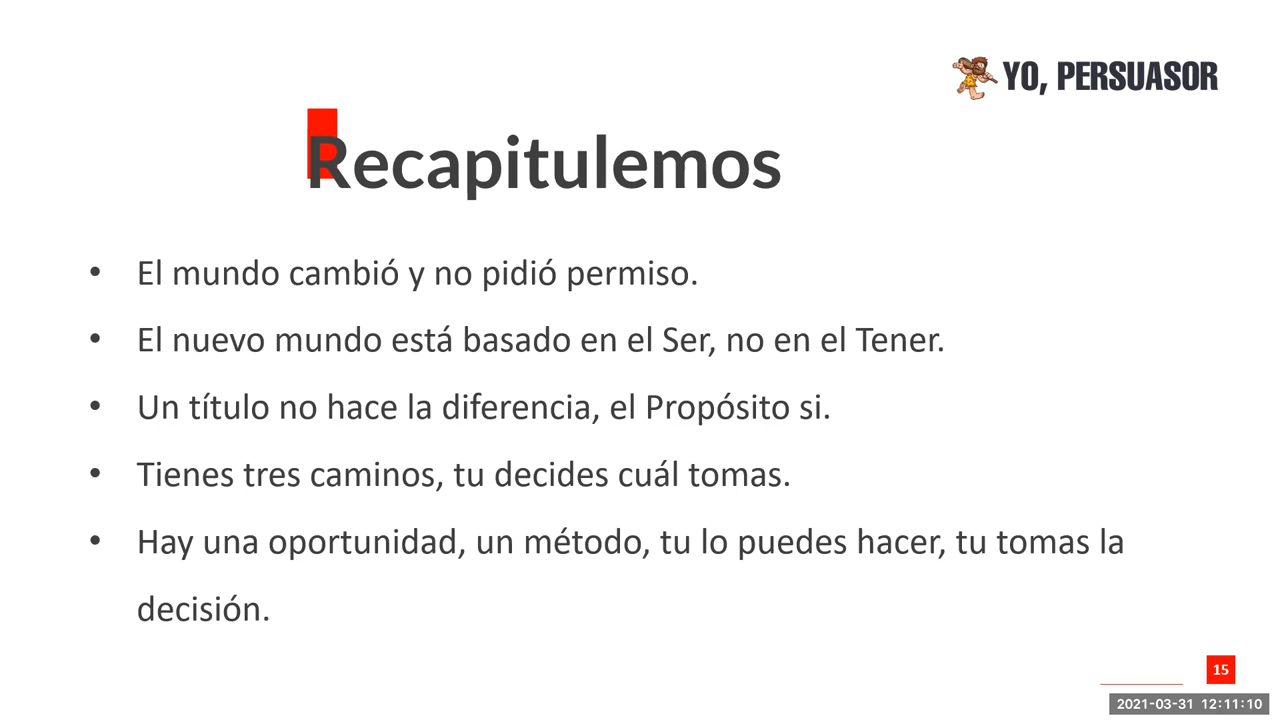 YO, PERSUASOR
Recapitulemos
• El mundo cambió y no pidió permiso.
• El nuevo mundo está basado en el Ser, no en el Tener.
• Un título no hace la diferencia, el Propósito si.
• Tienes tres caminos, tu decides cuál tomas.
• Hay una oportunidad, un método, tu lo puedes hacer, tu tomas la
decisión.
15
2021-03-31 12:11:10